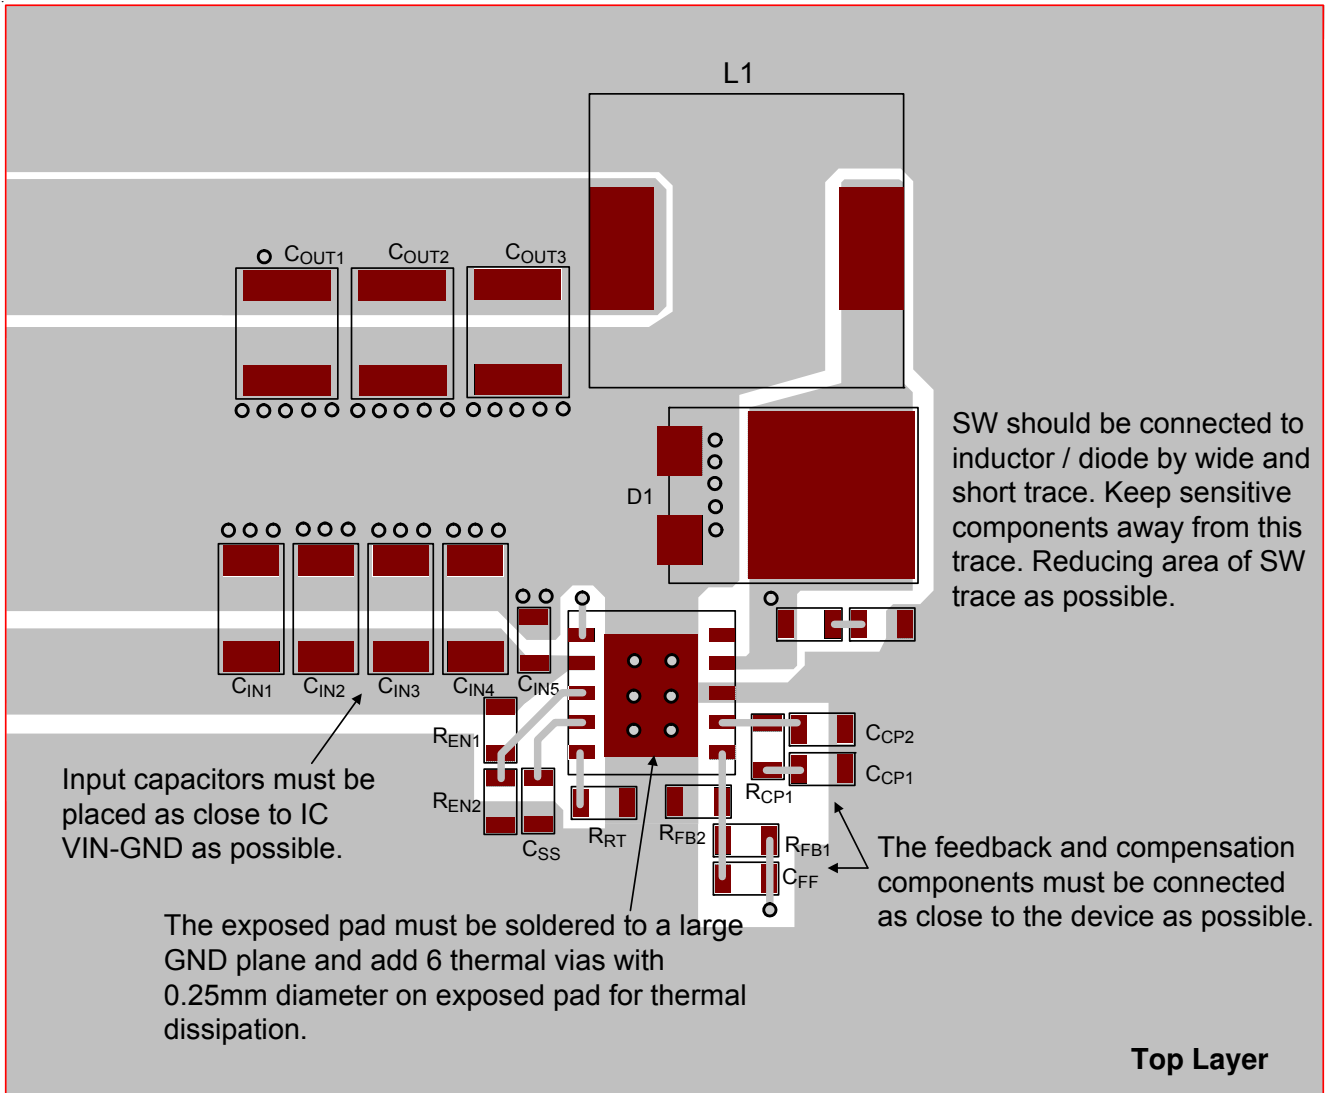 L1
COUT1
COUT2
COUT3
D1
SW should be connected to
inductor / diode by wide and
short trace. Keep sensitive
components away from this
trace. Reducing area of SW
trace as possible.
CIN1
CIN2
CIN3
CIN4
CIN5
REN1
REN2
CSS
RRT
RFB2
RCP1
CCP2
CCP1
RFB1
CFF
Input capacitors must be
placed as close to IC
VIN-GND as possible.
The feedback and compensation
components must be connected
as close to the device as possible.
The exposed pad must be soldered to a large
GND plane and add 6 thermal vias with
0.25mm diameter on exposed pad for thermal
dissipation.
Top Layer